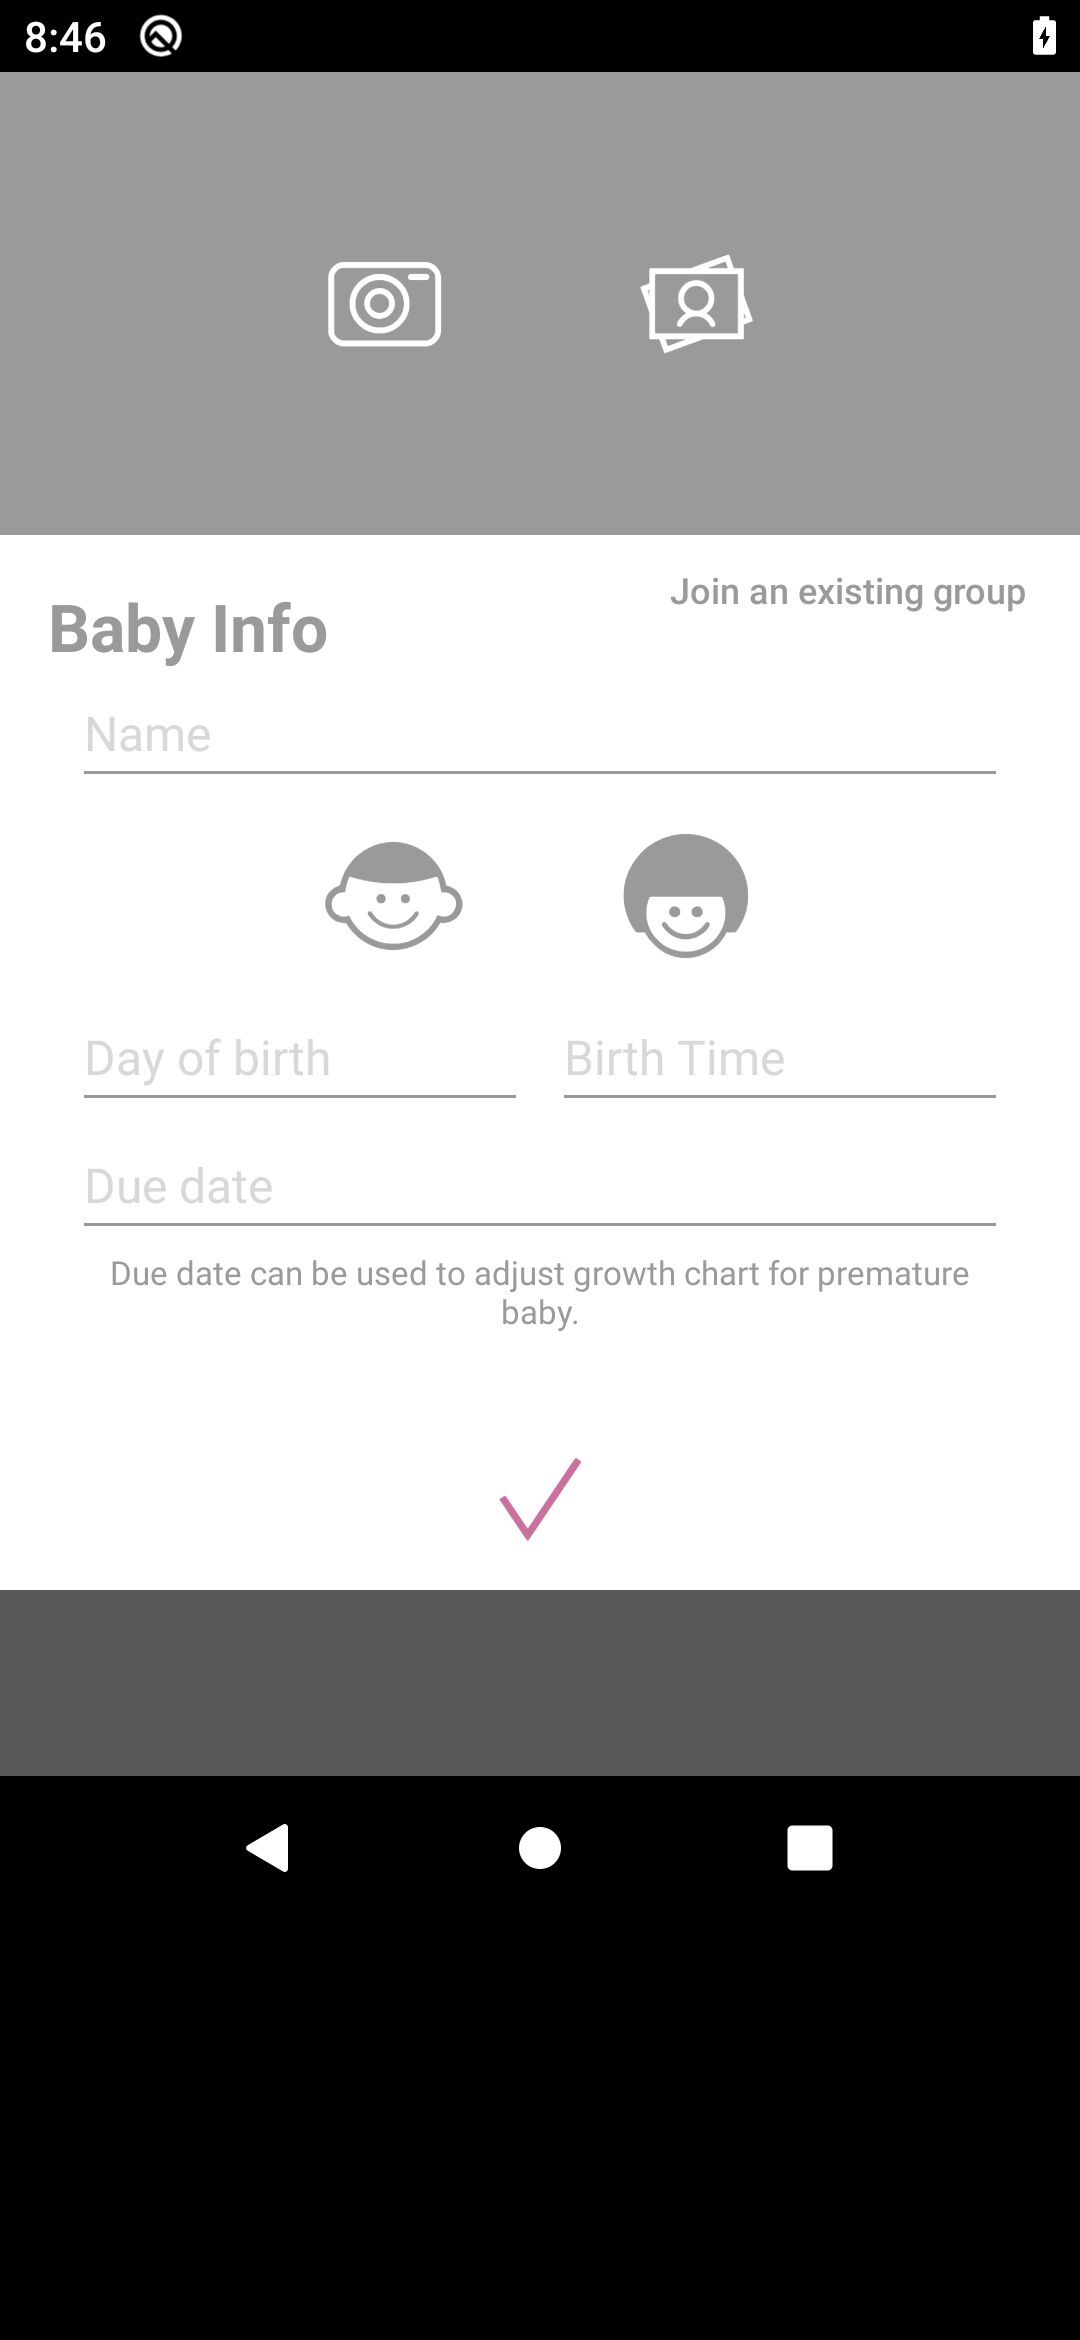 8:46
Join an existing group
Baby Info
Name
Day of birth
Birth Time
Due date
Due date can be used to adjust growth chart for premature
baby.